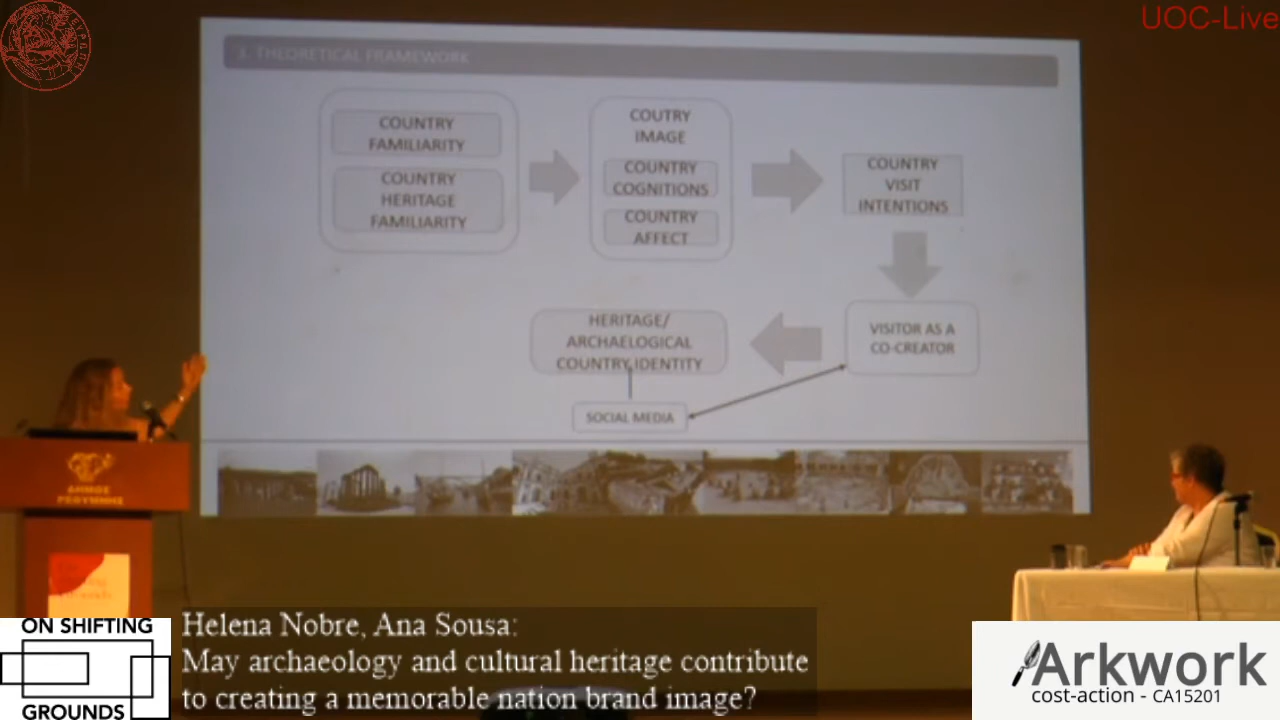 UOC-Live
3. THEORETICAL FRAMEWORK
COUNTRY
FAMILIARITY
COUNTRY
HERITAGE
FAMILIARITY
COUTRY
IMAGE
COUNTRY
COGNITIONS
COUNTRY
AFFECT
COUNTRY
VISIT
INTENTIONS
VISITOR AS A
CO-CREATOR
HERITAGE/
ARCHAELOGICAL
COUNTRY IDENTITY
SOCIAL MEDIA
ΔΗΜΟΣ
ΡΕΘΥΜΝΗΣ
ON SHIFTING
GROUNDS
Helena Nobre, Ana Sousa:
May archaeology and cultural heritage contribute
to creating a memorable nation brand image?
Arkwork
cost-action - CA15201